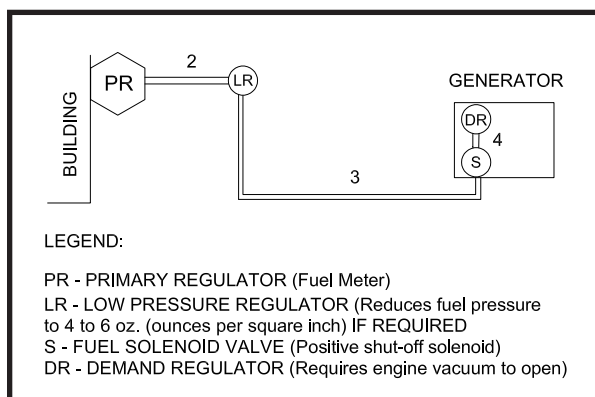 2
PR
LR
BUILDING
GENERATOR
DR
4
S
3
LEGEND:
PR - PRIMARY REGULATOR (Fuel Meter)
LR - LOW PRESSURE REGULATOR (Reduces fuel pressure
to 4 to 6 oz. (ounces per square inch) IF REQUIRED
S - FUEL SOLENOID VALVE (Positive shut-off solenoid)
DR - DEMAND REGULATOR (Requires engine vacuum to open)